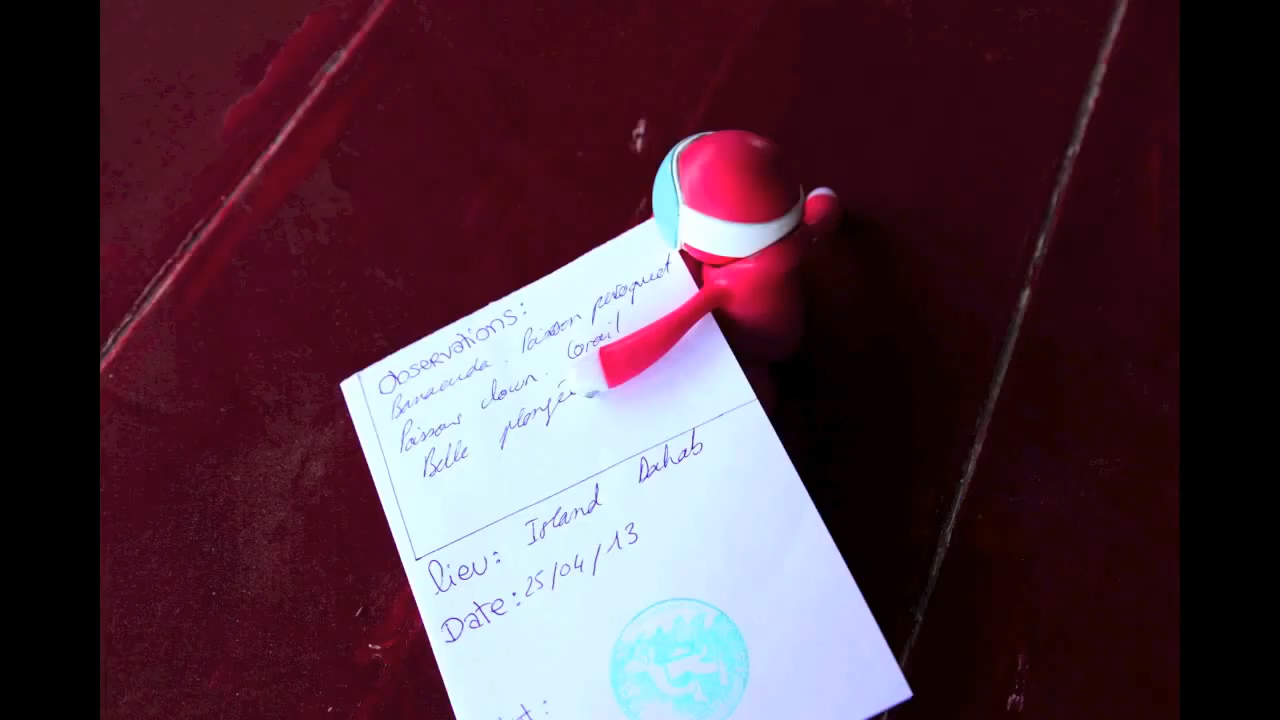 Observations:
Barracuda. Poisson perroquet
Poisson clown. Corail
Belle plongée
lieu: Island Dahab
Date: 25/04/13